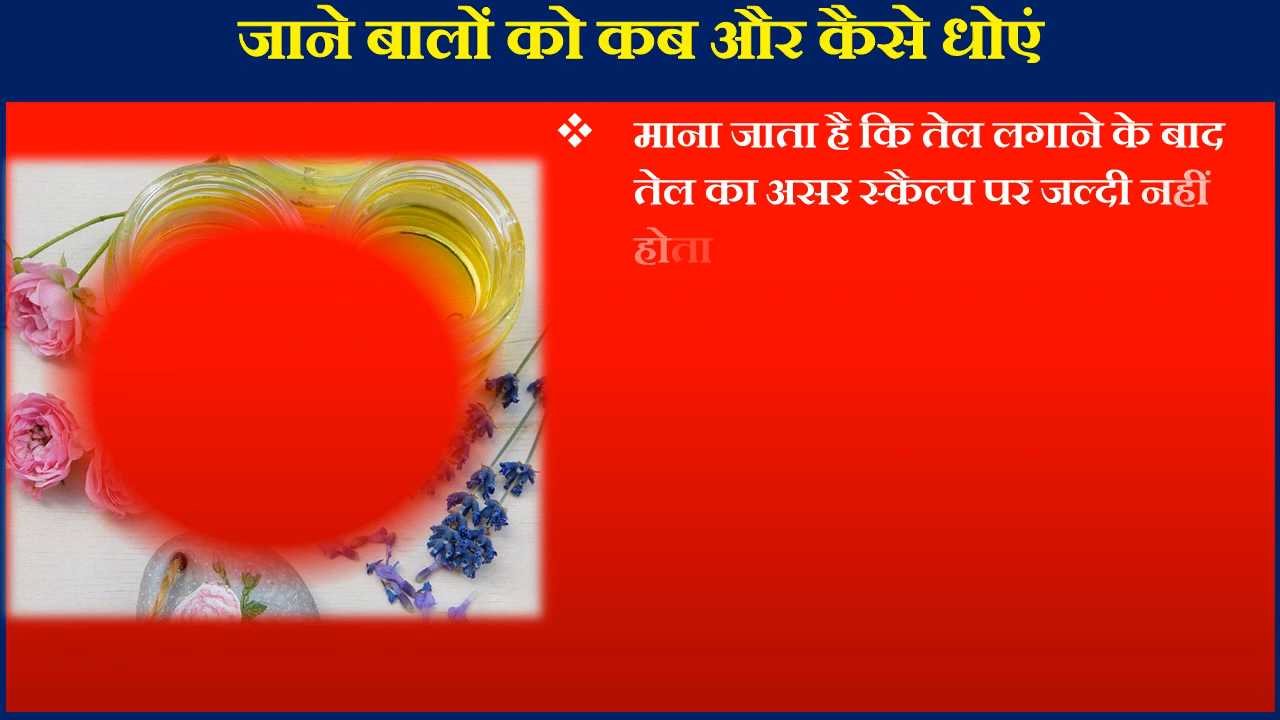 जाने बालों को कब और कैसे धोएं
माना जाता है कि तेल लगाने के बाद
तेल का असर स्कैल्प पर जल्दी नहीं
होता